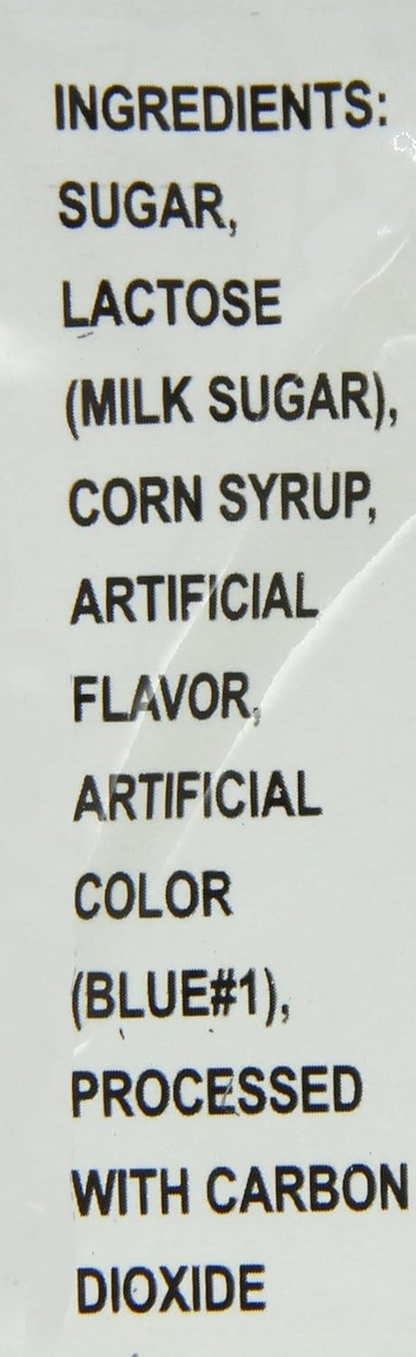 INGREDIENTS:
SUGAR,
LACTOSE
(MILK SUGAR),
CORN SYRUP,
ARTIFICIAL
FLAVOR,
ARTIFICIAL
COLOR
(BLUE#1),
PROCESSED
WITH CARBON
DIOXIDE